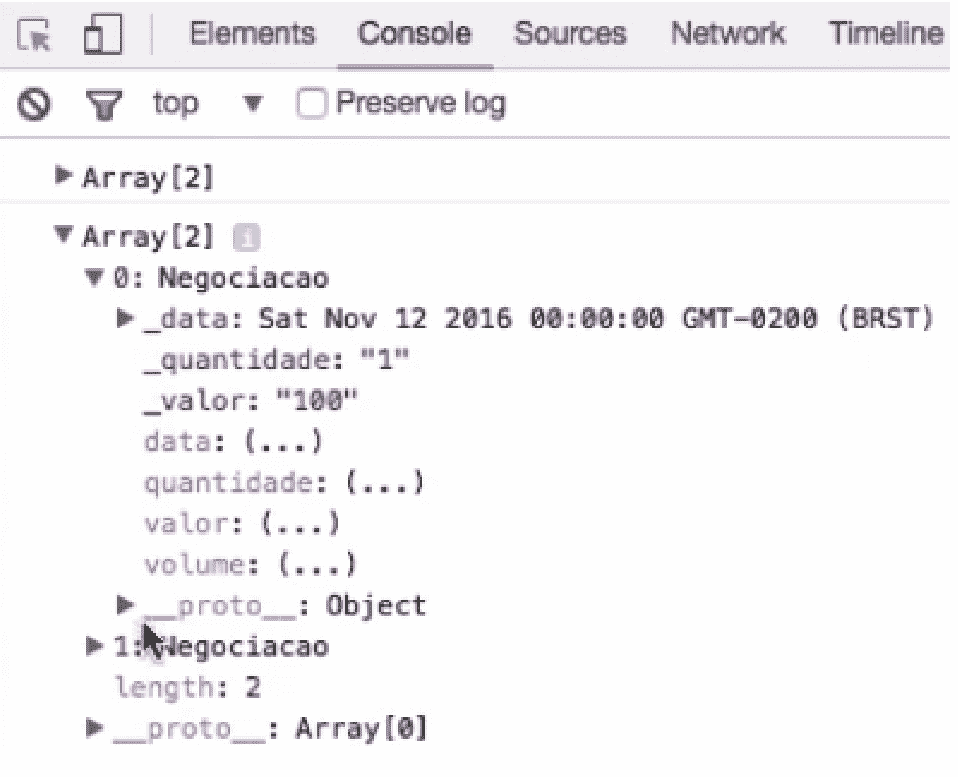 Elements Console Sources Network Timeline
top ▼ Preserve log
▶ Array[2]
▼ Array[2] i
▼ 0: Negociacao
▶ _data: Sat Nov 12 2016 00:00:00 GMT-0200 (BRST)
_quantidade: "1"
_valor: "100"
data: (...)
quantidade: (...)
valor: (...)
volume: (...)
▶ __proto__: Object
▶ 1: Negociacao
length: 2
▶ __proto__: Array[0]